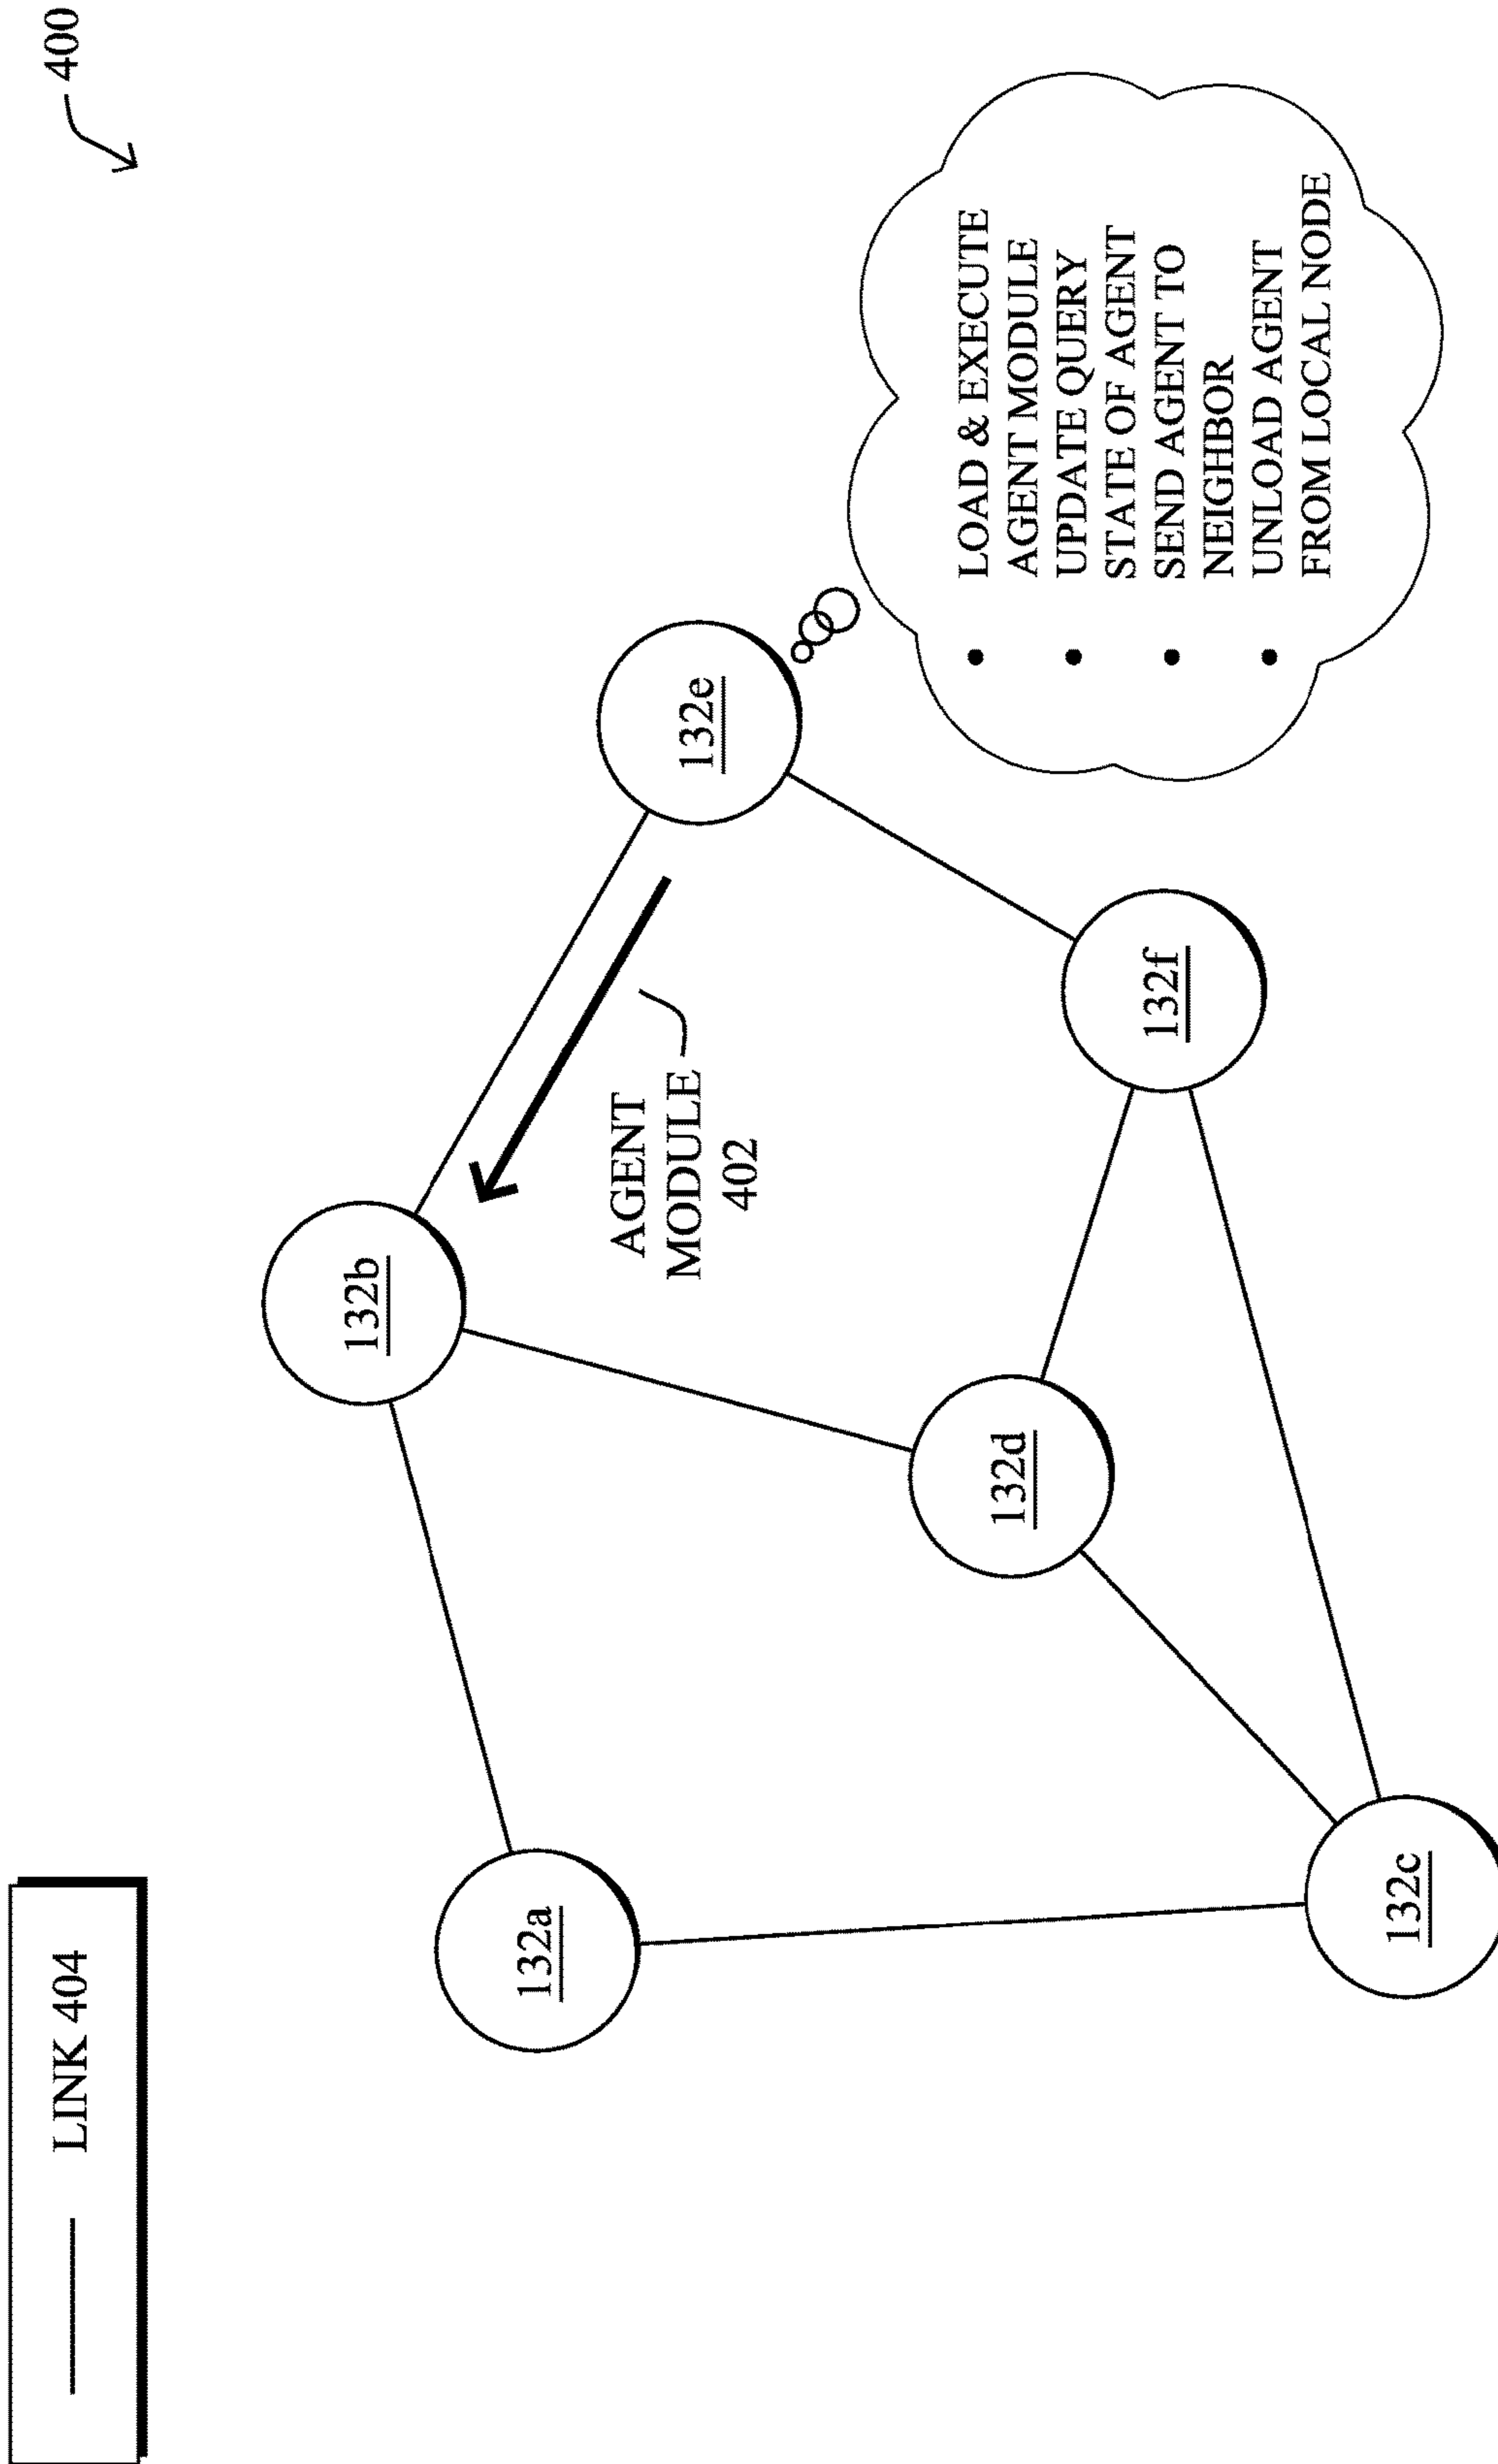 400
LINK 404
132a
132b
132c
132d
132e
132f
AGENT
MODULE
402
• LOAD & EXECUTE
AGENT MODULE
• UPDATE QUERY
STATE OF AGENT
• SEND AGENT TO
NEIGHBOR
• UNLOAD AGENT
FROM LOCAL NODE